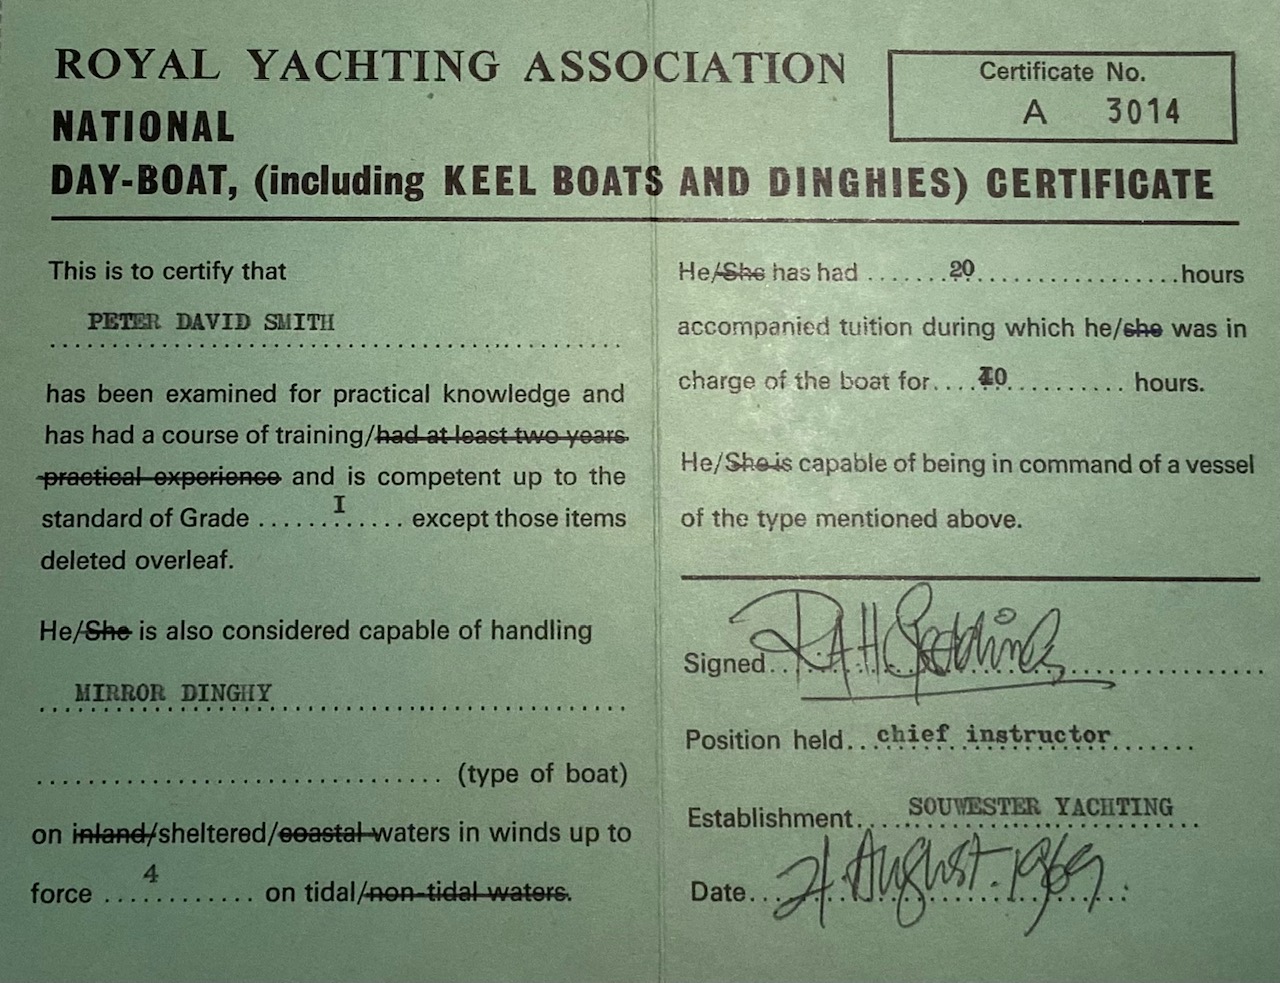 ROYAL YACHTING ASSOCIATION
Certificate No.
A 3014
NATIONAL
DAY-BOAT, (including KEEL BOATS AND DINGHIES) CERTIFICATE
This is to certify that
PETER DAVID SMITH
has been examined for practical knowledge and
has had a course of training/had at least two years
practical experience and is competent up to the
standard of Grade ......I...... except those items
deleted overleaf.
He/She is also considered capable of handling
MIRROR DINGHY
(type of boat)
on inland/sheltered/coastal waters in winds up to
force ....4........ on tidal/non-tidal waters.
He/She has had .......20.................hours
accompanied tuition during which he/she was in
charge of the boat for....10.......... hours.
He/She is capable of being in command of a vessel
of the type mentioned above.
Signed.. R.A.H.
Position held...chief instructor.......
Establishment....SOUWESTER YACHTING..
Date... 21. August. 1969